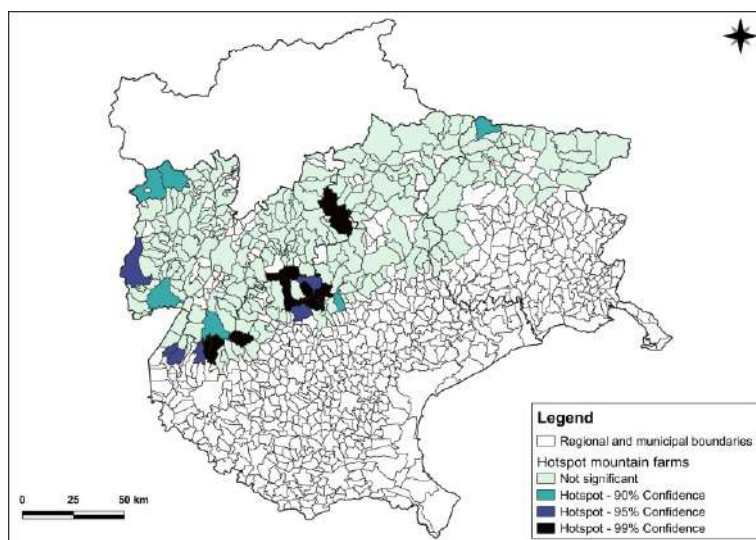 0 25 50 km
Legend
Regional and municipal boundaries
Hotspot mountain farms
Not significant
Hotspot - 90% Confidence
Hotspot - 95% Confidence
Hotspot - 99% Confidence